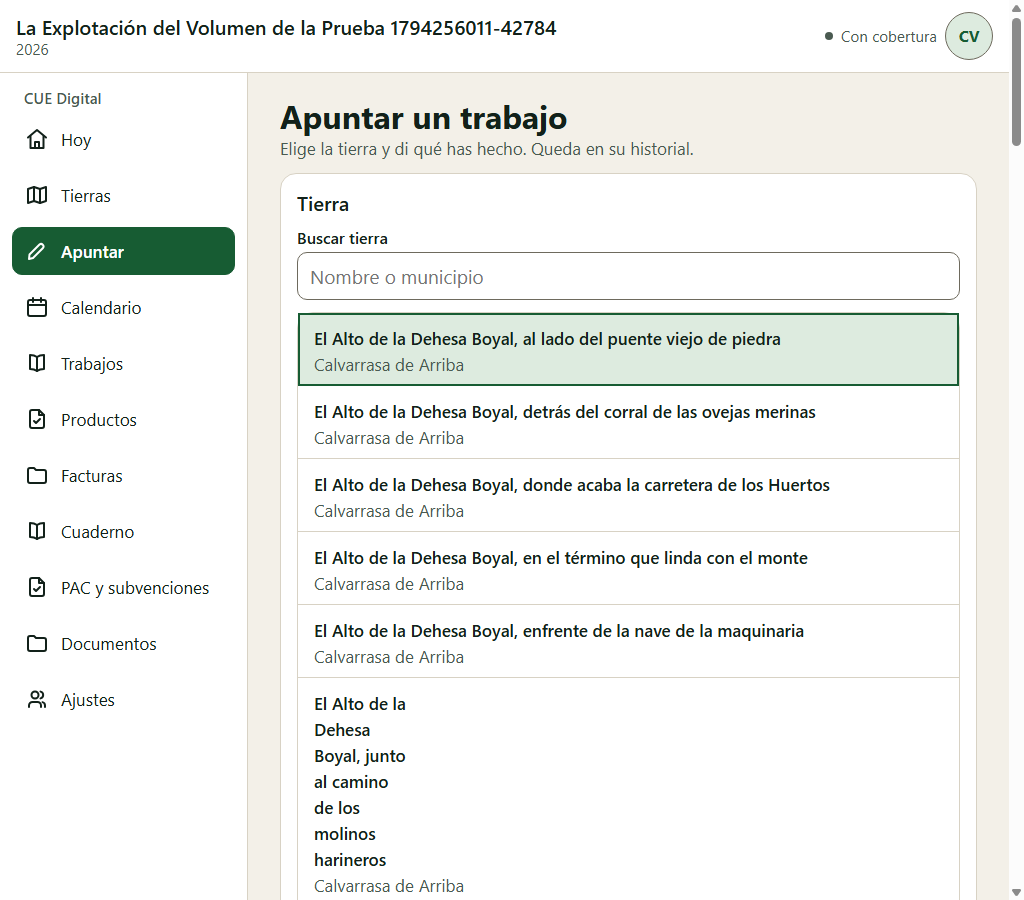 La Explotación del Volumen de la Prueba 1794256011-42784
2026
Con cobertura
CV
CUE Digital
Hoy
Tierras
Apuntar
Calendario
Trabajos
Productos
Facturas
Cuaderno
PAC y subvenciones
Documentos
Ajustes
Apuntar un trabajo
Elige la tierra y di qué has hecho. Queda en su historial.
Tierra
Buscar tierra
Nombre o municipio
El Alto de la Dehesa Boyal, al lado del puente viejo de piedra
Calvarrasa de Arriba
El Alto de la Dehesa Boyal, detrás del corral de las ovejas merinas
Calvarrasa de Arriba
El Alto de la Dehesa Boyal, donde acaba la carretera de los Huertos
Calvarrasa de Arriba
El Alto de la Dehesa Boyal, en el término que linda con el monte
Calvarrasa de Arriba
El Alto de la Dehesa Boyal, enfrente de la nave de la maquinaria
Calvarrasa de Arriba
El Alto de la
Dehesa
Boyal, junto
al camino
de los
molinos
harineros
Calvarrasa de Arriba